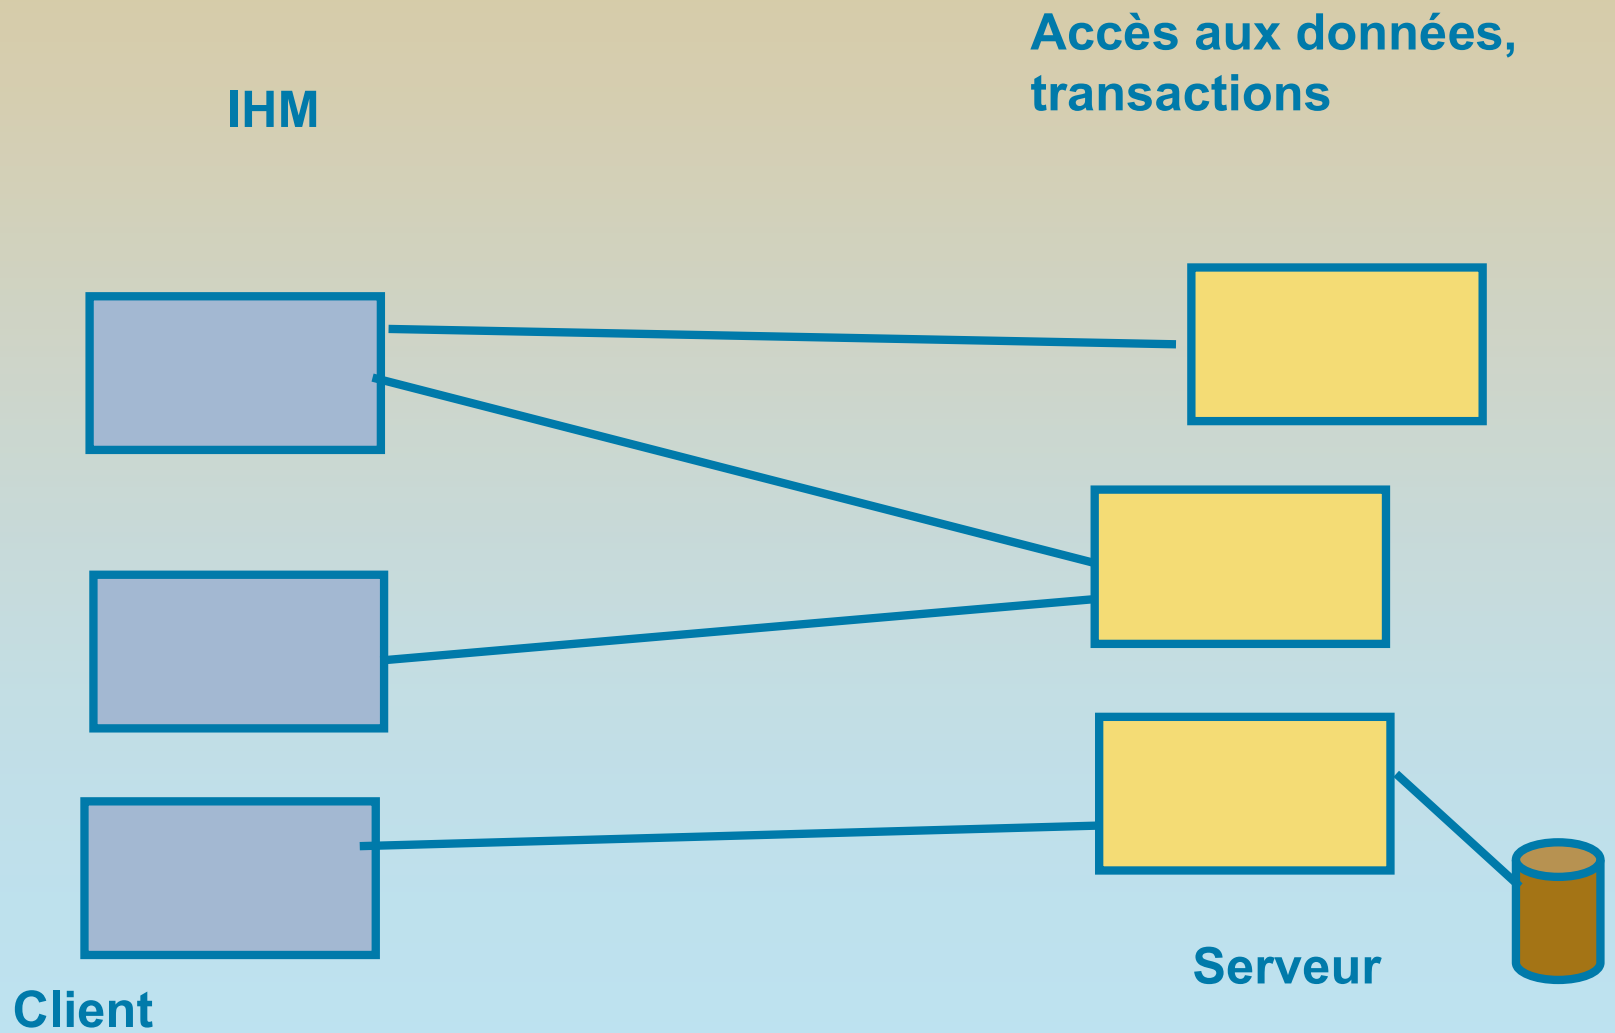 Accès aux données,
transactions
IHM
Serveur
Client